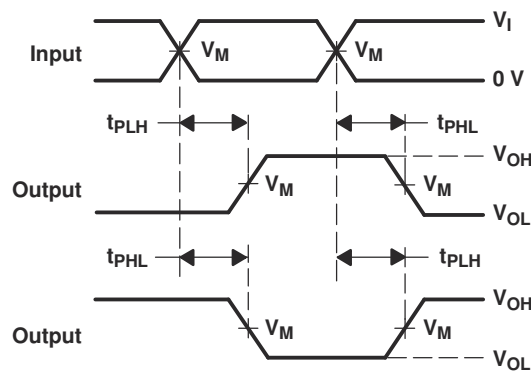 V_I
Input V_M V_M
0 V
t_PLH t_PHL
V_OH
Output V_M V_M
V_OL
t_PHL t_PLH
V_OH
V_M V_M
Output
V_OL